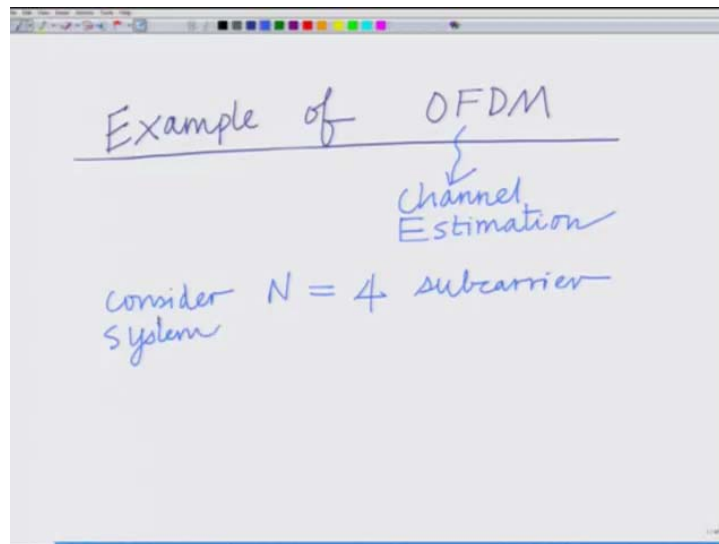 Example of OFDM
Channel
Estimation
consider N = 4 subcarrier
system